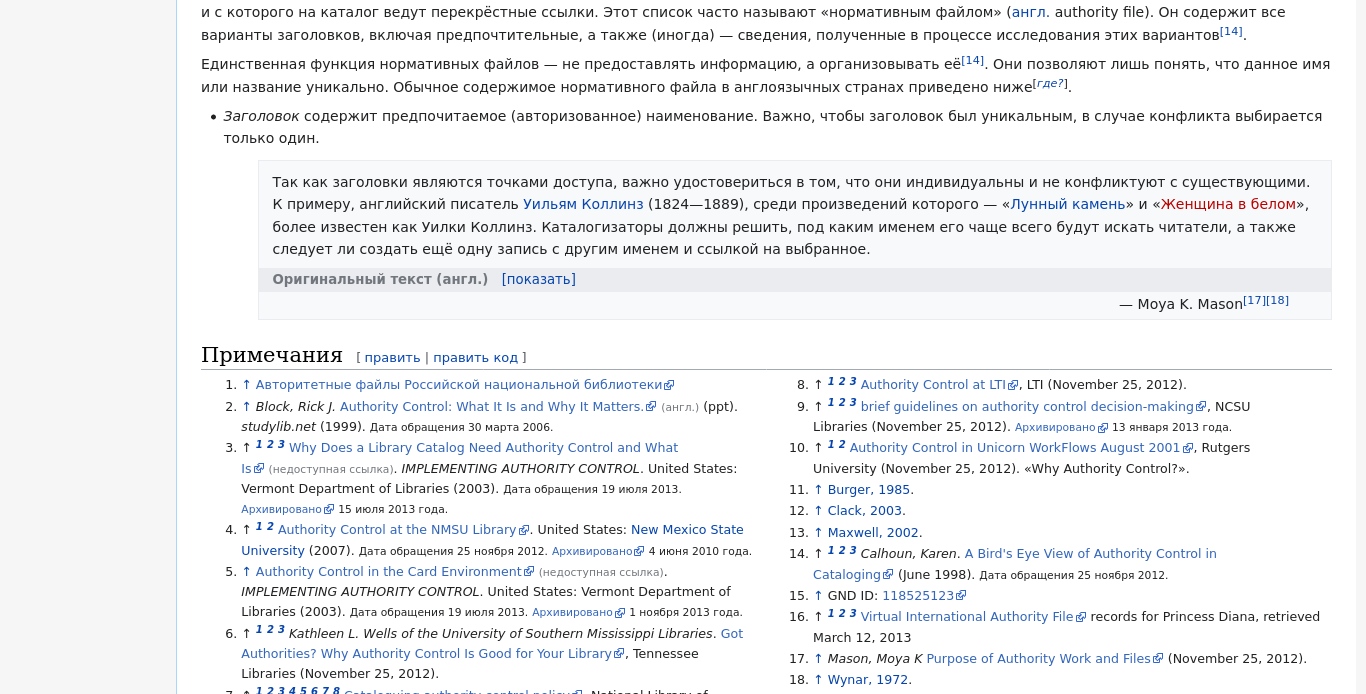 и с которого на каталог ведут перекрёстные ссылки. Этот список часто называют «нормативным файлом» (англ. authority file). Он содержит все
варианты заголовков, включая предпочтительные, а также (иногда) — сведения, полученные в процессе исследования этих вариантов[14].
Единственная функция нормативных файлов — не предоставлять информацию, а организовывать её[14]. Они позволяют лишь понять, что данное имя
или название уникально. Обычное содержимое нормативного файла в англоязычных странах приведено ниже[где?].
• Заголовок содержит предпочитаемое (авторизованное) наименование. Важно, чтобы заголовок был уникальным, в случае конфликта выбирается
только один.
Так как заголовки являются точками доступа, важно удостовериться в том, что они индивидуальны и не конфликтуют с существующими.
К примеру, английский писатель Уильям Коллинз (1824—1889), среди произведений которого — «Лунный камень» и «Женщина в белом»,
более известен как Уилки Коллинз. Каталогизаторы должны решить, под каким именем его чаще всего будут искать читатели, а также
следует ли создать ещё одну запись с другим именем и ссылкой на выбранное.
Оригинальный текст (англ.) [показать]
— Moya K. Mason[17][18]
Примечания [ править | править код ]
1. ↑ Авторитетные файлы Российской национальной библиотеки
2. ↑ Block, Rick J. Authority Control: What It Is and Why It Matters. (англ.) (ppt).
studylib.net (1999). Дата обращения 30 марта 2006.
3. ↑ 1 2 3 Why Does a Library Catalog Need Authority Control and What
Is (недоступная ссылка). IMPLEMENTING AUTHORITY CONTROL. United States:
Vermont Department of Libraries (2003). Дата обращения 19 июля 2013.
Архивировано 15 июля 2013 года.
4. ↑ 1 2 Authority Control at the NMSU Library. United States: New Mexico State
University (2007). Дата обращения 25 ноября 2012. Архивировано 4 июня 2010 года.
5. ↑ Authority Control in the Card Environment (недоступная ссылка).
IMPLEMENTING AUTHORITY CONTROL. United States: Vermont Department of
Libraries (2003). Дата обращения 19 июля 2013. Архивировано 1 ноября 2013 года.
6. ↑ 1 2 3 Kathleen L. Wells of the University of Southern Mississippi Libraries. Got
Authorities? Why Authority Control Is Good for Your Library, Tennessee
Libraries (November 25, 2012).
7. ↑ 1 2 3 4 5 6 7 8 Cataloguing authority control policy, National Library of
8. ↑ 1 2 3 Authority Control at LTI, LTI (November 25, 2012).
9. ↑ 1 2 3 brief guidelines on authority control decision-making, NCSU
Libraries (November 25, 2012). Архивировано 13 января 2013 года.
10. ↑ 1 2 Authority Control in Unicorn WorkFlows August 2001, Rutgers
University (November 25, 2012). «Why Authority Control?».
11. ↑ Burger, 1985.
12. ↑ Clack, 2003.
13. ↑ Maxwell, 2002.
14. ↑ 1 2 3 Calhoun, Karen. A Bird's Eye View of Authority Control in
Cataloging (June 1998). Дата обращения 25 ноября 2012.
15. ↑ GND ID: 118525123
16. ↑ 1 2 3 Virtual International Authority File records for Princess Diana, retrieved
March 12, 2013
17. ↑ Mason, Moya K Purpose of Authority Work and Files (November 25, 2012).
18. ↑ Wynar, 1972.